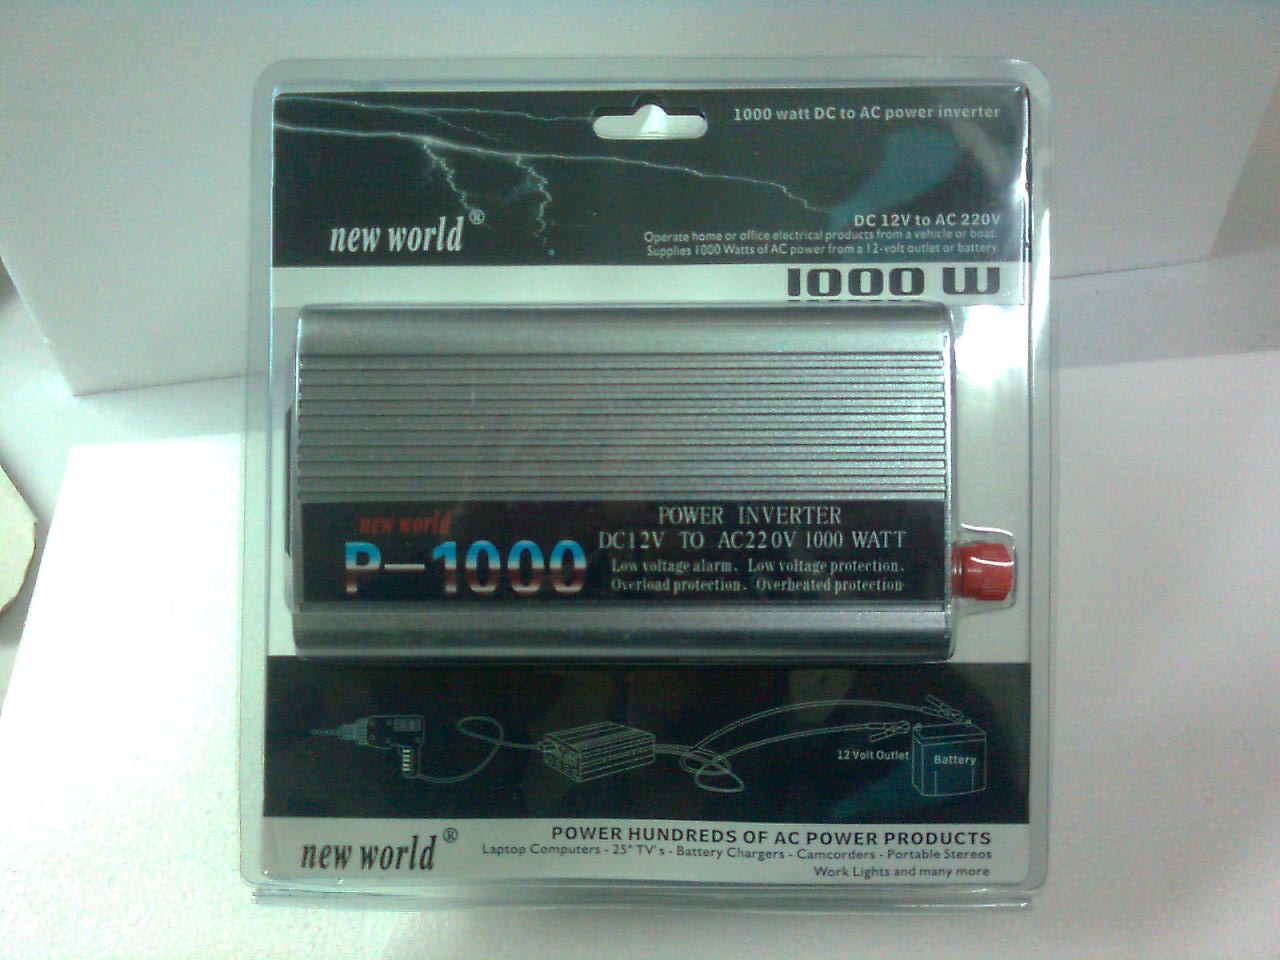 1000 watt DC to AC power inverter
new world®
DC 12V to AC 220V
Operate home or office electrical products from a vehicle or boat.
Supplies 1000 Watts of AC power from a 12-volt outlet or battery.
1000 W
new world
P-1000
POWER INVERTER
DC12V TO AC220V 1000 WATT
Low voltage alarm、Low voltage protection、
Overload protection、Overheated protection
12 Volt Outlet
Battery
new world®
POWER HUNDREDS OF AC POWER PRODUCTS
Laptop Computers - 25" TV's - Battery Chargers - Camcorders - Portable Stereos
Work Lights and many more